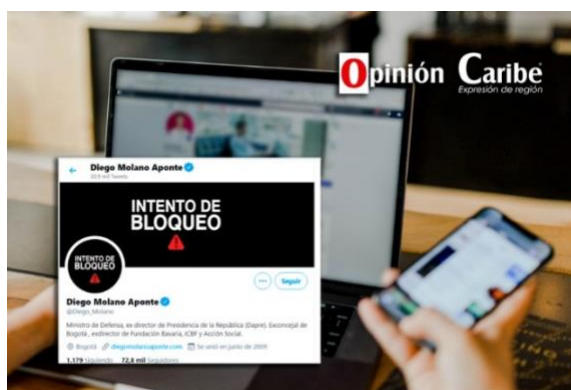 Opinión Caribe
Expresión de región
Diego Molano Aponte
INTENTO DE
BLOQUEO
INTENTO DE
BLOQUEO
Seguir
Diego Molano Aponte
@Diego_Molano
Ministro de Defensa, ex director de Presidencia de la República (Dapre). Exconcejal de
Bogotá, exdirector de Fundación Bavaria, ICBF y Acción Social.
Bogotá diegomolanoaponte.com Se unió en junio de 2009
1.179 Siguiendo 72,8 mil Seguidores